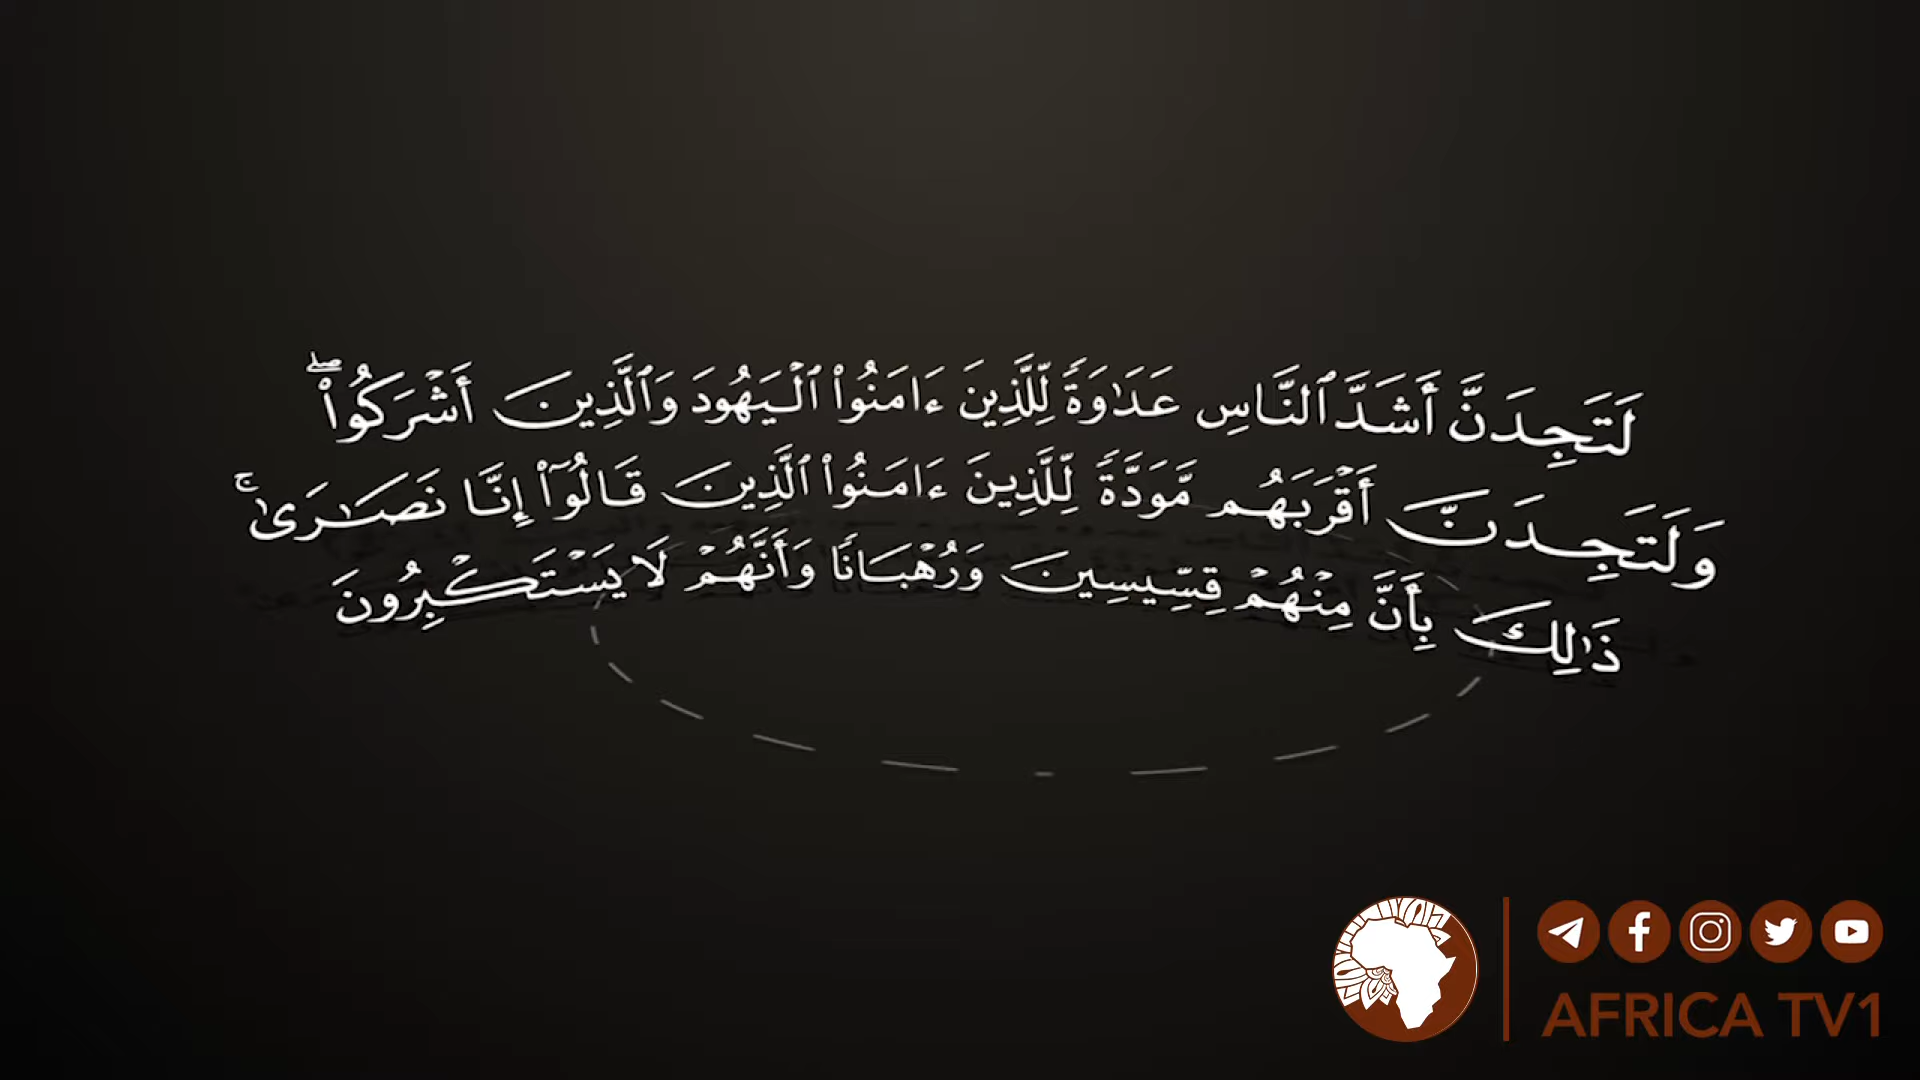 لَتَجِدَنَّ أَشَدَّ ٱلنَّاسِ عَدَٰوَةٗ لِّلَّذِينَ ءَامَنُواْ ٱلۡيَهُودَ وَٱلَّذِينَ أَشۡرَكُواْۖ
وَلَتَجِدَنَّ أَقۡرَبَهُم مَّوَدَّةٗ لِّلَّذِينَ ءَامَنُواْ ٱلَّذِينَ قَالُوٓاْ إِنَّا نَصَٰرَىٰۚ
ذَٰلِكَ بِأَنَّ مِنۡهُمۡ قِسِّيسِينَ وَرُهۡبَانٗا وَأَنَّهُمۡ لَا يَسۡتَكۡبِرُونَ
AFRICA TV1